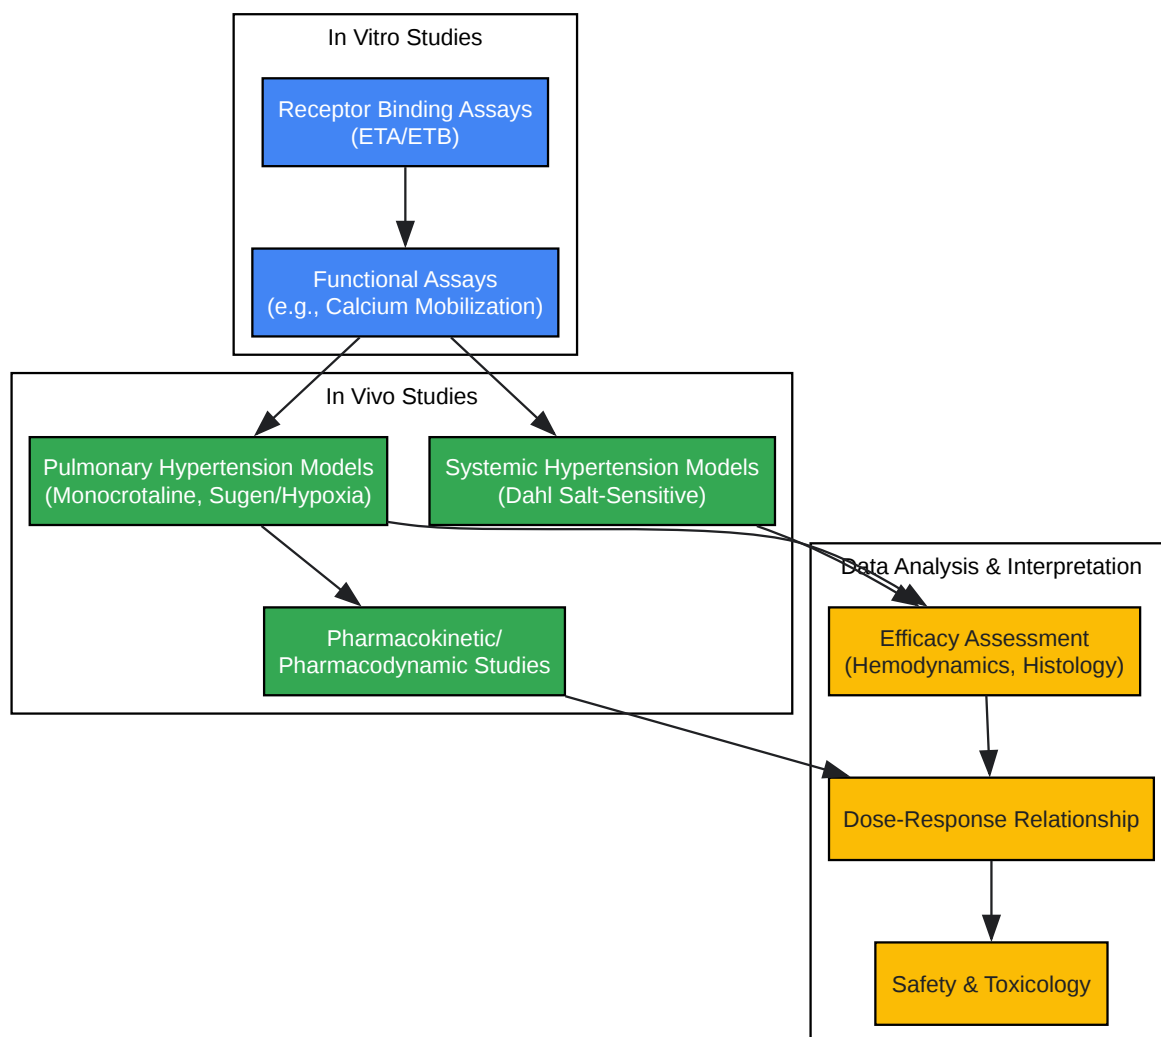 In Vitro Studies
Receptor Binding Assays
(ETA/ETB)
Functional Assays
(e.g., Calcium Mobilization)
In Vivo Studies
Pulmonary Hypertension Models
(Monocrotaline, Sugen/Hypoxia)
Systemic Hypertension Models
(Dahl Salt-Sensitive)
Pharmacokinetic/
Pharmacodynamic Studies
Data Analysis & Interpretation
Efficacy Assessment
(Hemodynamics, Histology)
Dose-Response Relationship
Safety & Toxicology